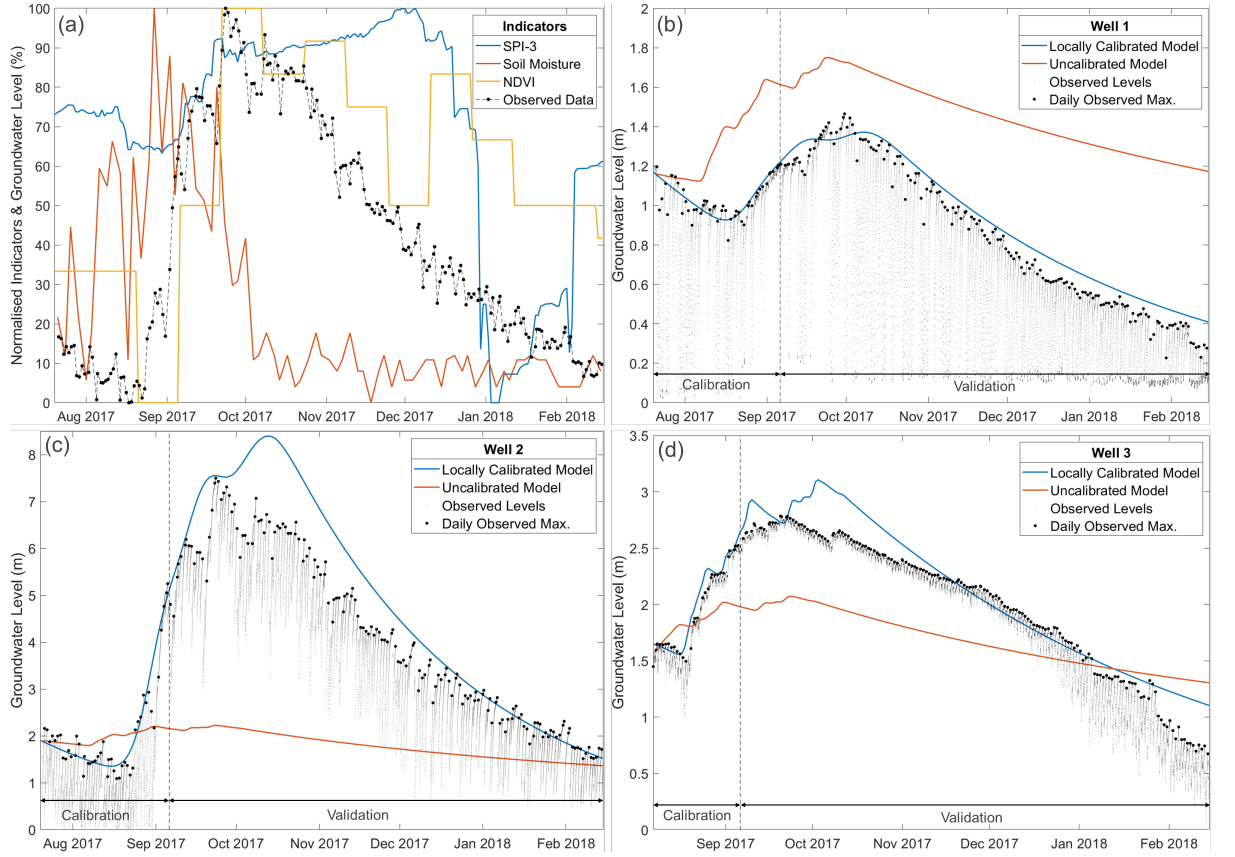 (a)
Normalised Indicators & Groundwater Level (%)
100
90
80
70
60
50
40
30
20
10
0
Indicators
SPI-3
Soil Moisture
NDVI
Observed Data
Aug 2017 Sep 2017 Oct 2017 Nov 2017 Dec 2017 Jan 2018 Feb 2018
(b)
Groundwater Level (m)
2
1.8
1.6
1.4
1.2
1
0.8
0.6
0.4
0.2
0
Well 1
Locally Calibrated Model
Uncalibrated Model
Observed Levels
Daily Observed Max.
Calibration Validation
Aug 2017 Sep 2017 Oct 2017 Nov 2017 Dec 2017 Jan 2018 Feb 2018
(c)
Groundwater Level (m)
8
7
6
5
4
3
2
1
0
Well 2
Locally Calibrated Model
Uncalibrated Model
Observed Levels
Daily Observed Max.
Calibration Validation
Aug 2017 Sep 2017 Oct 2017 Nov 2017 Dec 2017 Jan 2018 Feb 2018
(d)
Groundwater Level (m)
3.5
3
2.5
2
1.5
1
0.5
0
Well 3
Locally Calibrated Model
Uncalibrated Model
Observed Levels
Daily Observed Max.
Calibration Validation
Sep 2017 Oct 2017 Nov 2017 Dec 2017 Jan 2018 Feb 2018